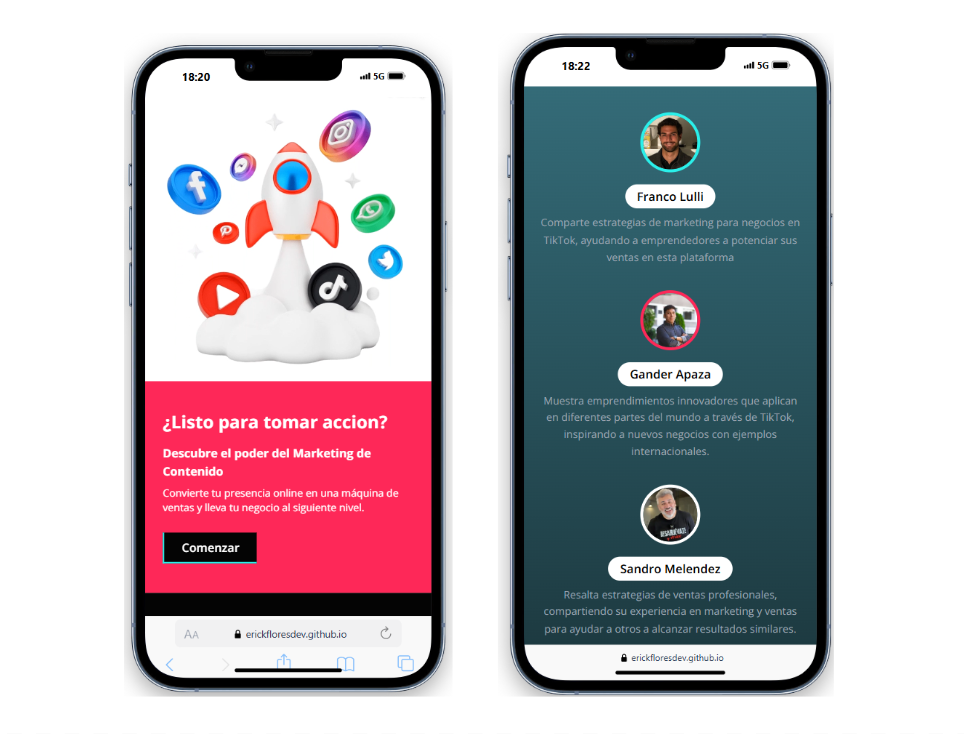 18:20
5G
¿Listo para tomar accion?
Descubre el poder del Marketing de
Contenido
Convierte tu presencia online en una máquina de
ventas y lleva tu negocio al siguiente nivel.
Comenzar
AA
erickfloresdev.github.io
18:22
5G
Franco Lulli
Comparte estrategias de marketing para negocios en
TikTok, ayudando a emprendedores a potenciar sus
ventas en esta plataforma
Gander Apaza
Muestra emprendimientos innovadores que aplican
en diferentes partes del mundo a través de TikTok,
inspirando a nuevos negocios con ejemplos
internacionales.
Sandro Melendez
Resalta estrategias de ventas profesionales,
compartiendo su experiencia en marketing y ventas
para ayudar a otros a alcanzar resultados similares.
erickfloresdev.github.io